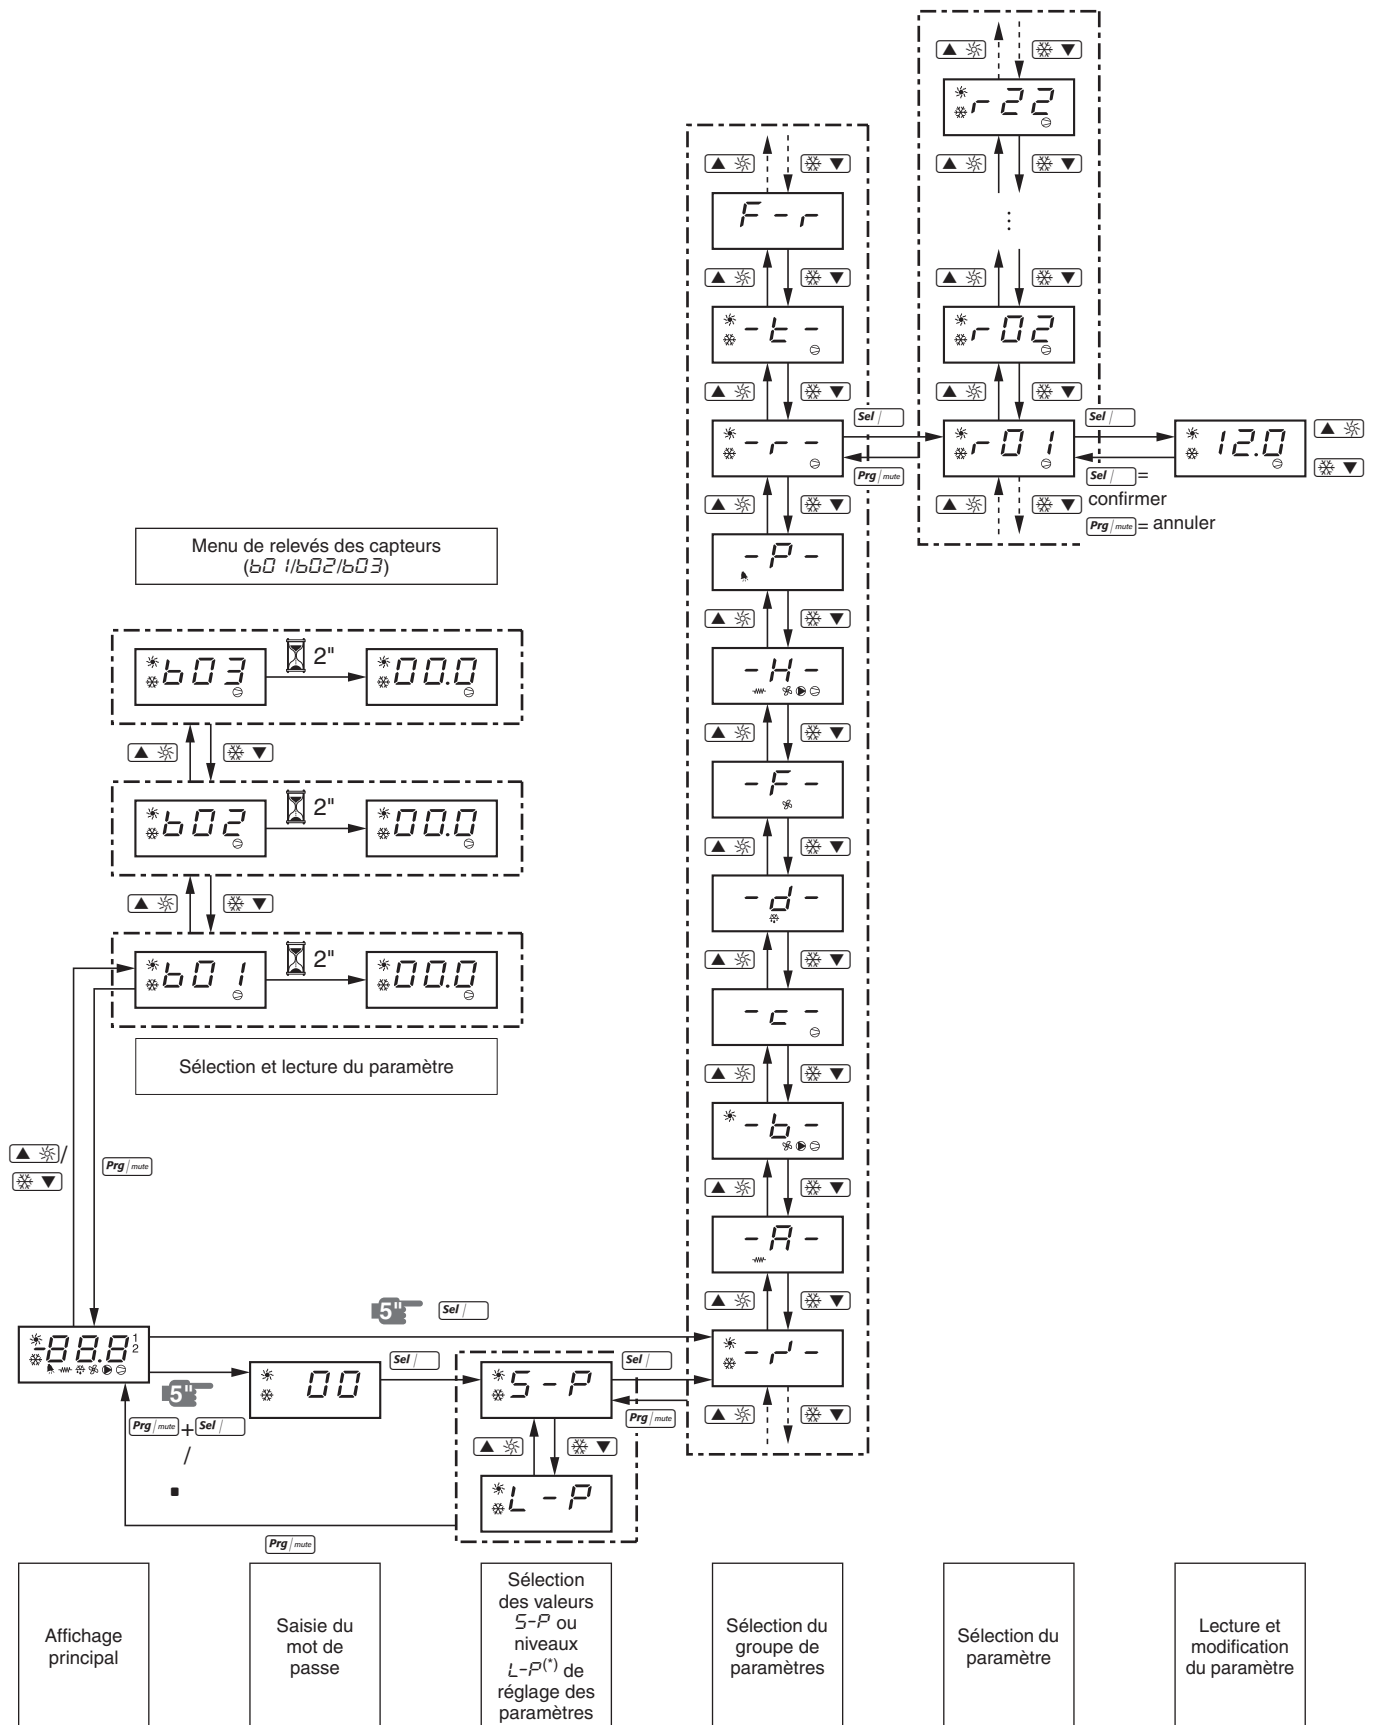 r22
F-r
r02
-t-
Sel
Sel
-r-
r01
12.0
Prg/mute
Sel =
confirmer
Prg/mute = annuler
Menu de relevés des capteurs
(b01/b02/b03)
-P-
b03
2"
00.0
-H-
b02
2"
00.0
-F-
-d-
b01
2"
00.0
-c-
Sélection et lecture du paramètre
-b-
/
Prg/mute
-A-
5"
Sel
-88.8
1
2
00
Sel
S-P
Sel
-/-
5"
Prg/mute + Sel
/
Prg/mute
L-P
Prg/mute
Affichage
principal
Saisie du
mot de
passe
Sélection
des valeurs
S-P ou
niveaux
L-P(*) de
réglage des
paramètres
Sélection du
groupe de
paramètres
Sélection du
paramètre
Lecture et
modification
du paramètre